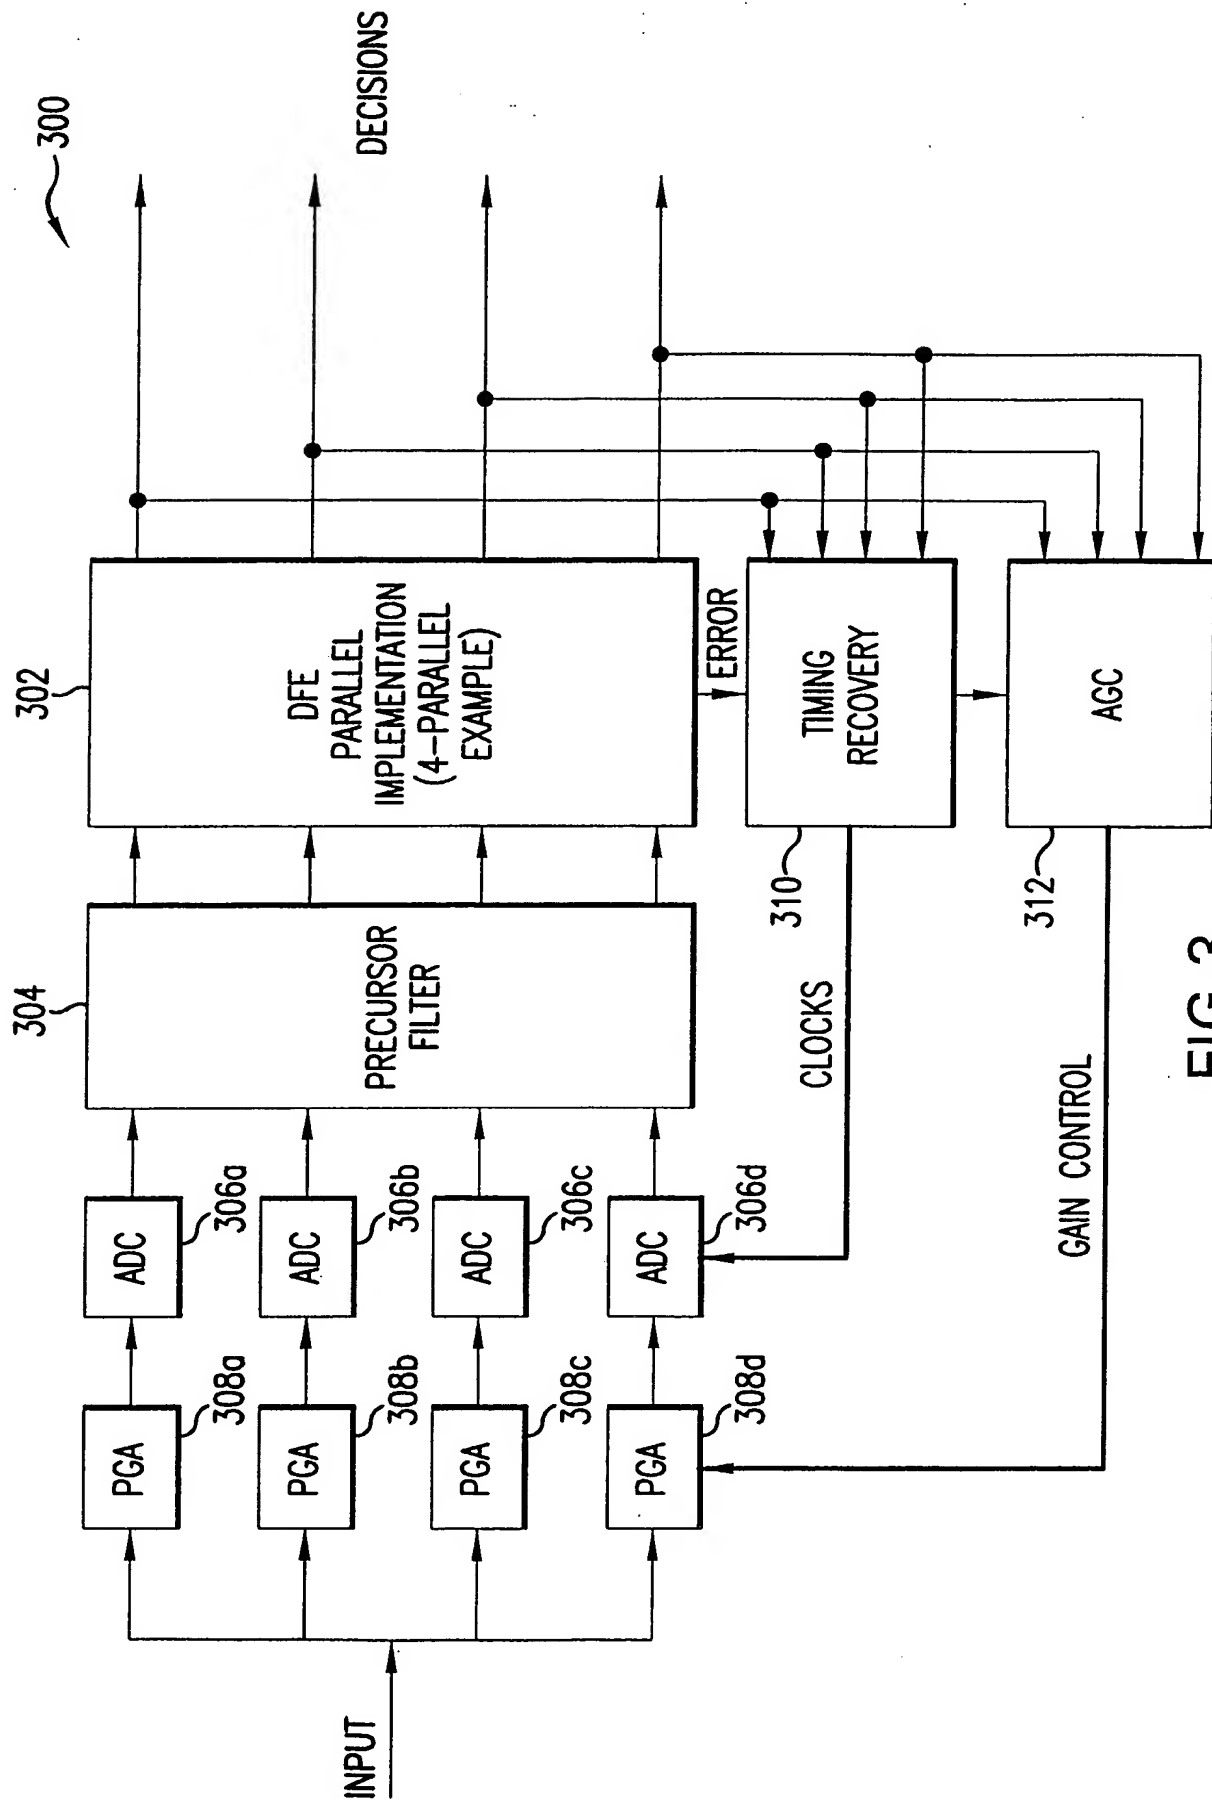 300
DECISIONS
302
DFE
PARALLEL
IMPLEMENTATION
(4-PARALLEL
EXAMPLE)
ERROR
TIMING
RECOVERY
AGC
304
PRECURSOR
FILTER
310
312
CLOCKS
GAIN CONTROL
ADC
306a
ADC
306b
ADC
306c
ADC
306d
PGA
308a
PGA
308b
PGA
308c
PGA
308d
INPUT
FIG.3